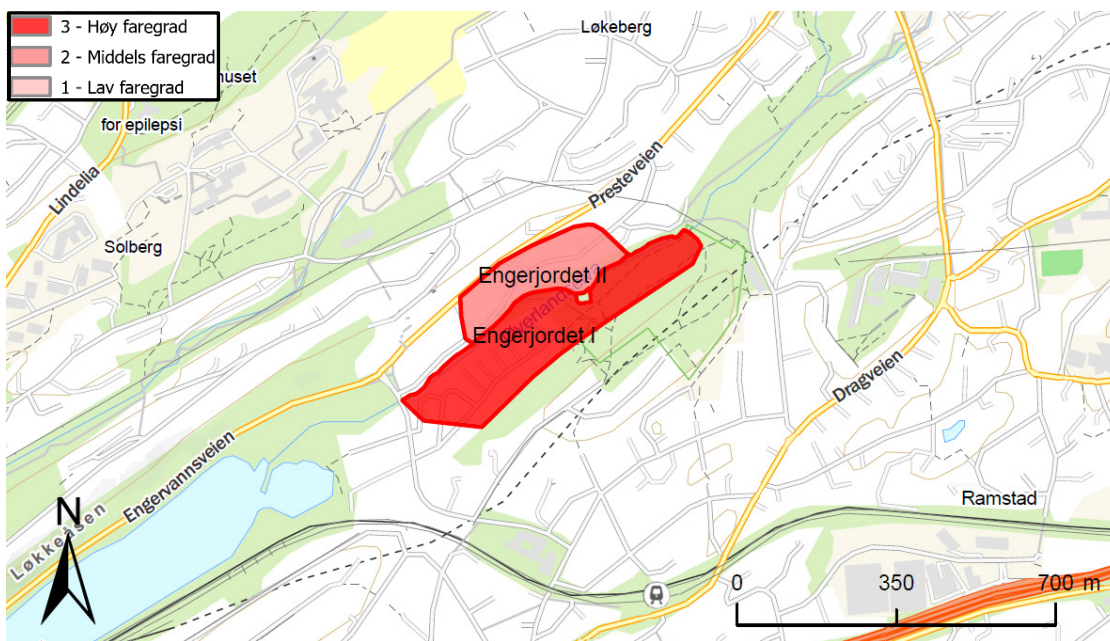 3 - Høy faregrad
2 - Middels faregrad
1 - Lav faregrad
Løkeberg
huset
for epilepsi
Lindelia
Presteveien
Solberg
Engerjordet II
Engerjordet I
Dragveien
Engervannsveien
Løkkeåsen
Ramstad
N
0 350 700 m